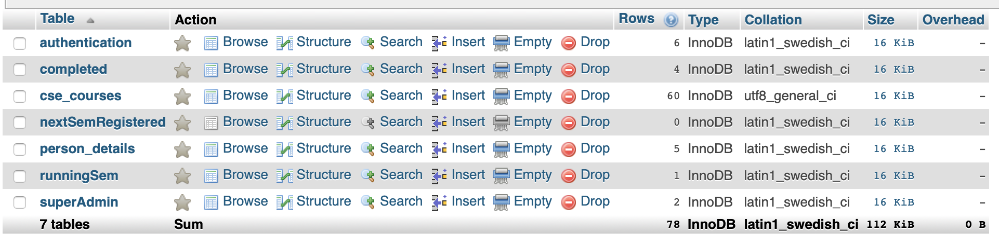 Table Action Rows Type Collation Size Overhead
authentication Browse Structure Search Insert Empty Drop 6 InnoDB latin1_swedish_ci 16 KiB –
completed Browse Structure Search Insert Empty Drop 4 InnoDB latin1_swedish_ci 16 KiB –
cse_courses Browse Structure Search Insert Empty Drop 60 InnoDB utf8_general_ci 16 KiB –
nextSemRegistered Browse Structure Search Insert Empty Drop 0 InnoDB latin1_swedish_ci 16 KiB –
person_details Browse Structure Search Insert Empty Drop 5 InnoDB latin1_swedish_ci 16 KiB –
runningSem Browse Structure Search Insert Empty Drop 1 InnoDB latin1_swedish_ci 16 KiB –
superAdmin Browse Structure Search Insert Empty Drop 2 InnoDB latin1_swedish_ci 16 KiB –
7 tables Sum 78 InnoDB latin1_swedish_ci 112 KiB 0 B